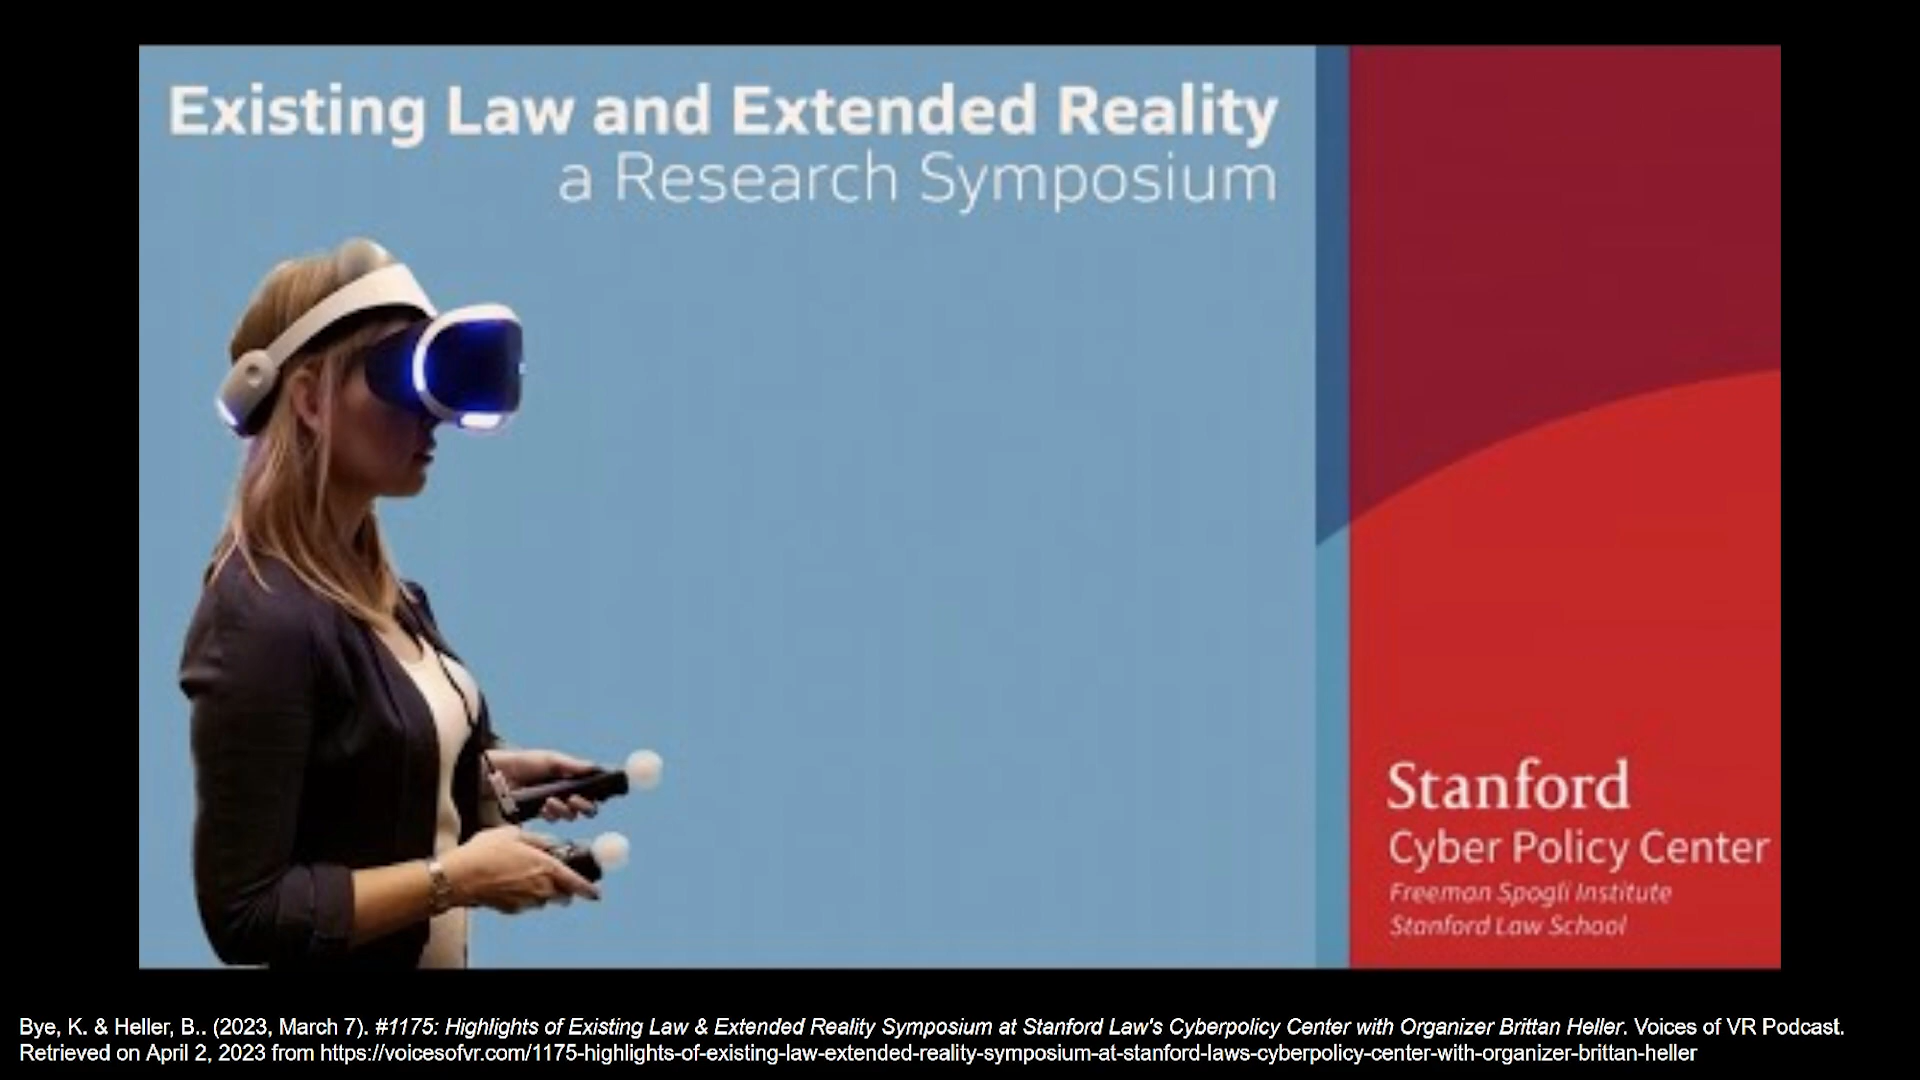 Existing Law and Extended Reality
a Research Symposium
Stanford
Cyber Policy Center
Freeman Spogli Institute
Stanford Law School
Bye, K. & Heller, B.. (2023, March 7). #1175: Highlights of Existing Law & Extended Reality Symposium at Stanford Law's Cyberpolicy Center with Organizer Brittan Heller. Voices of VR Podcast.
Retrieved on April 2, 2023 from https://voicesofvr.com/1175-highlights-of-existing-law-extended-reality-symposium-at-stanford-laws-cyberpolicy-center-with-organizer-brittan-heller